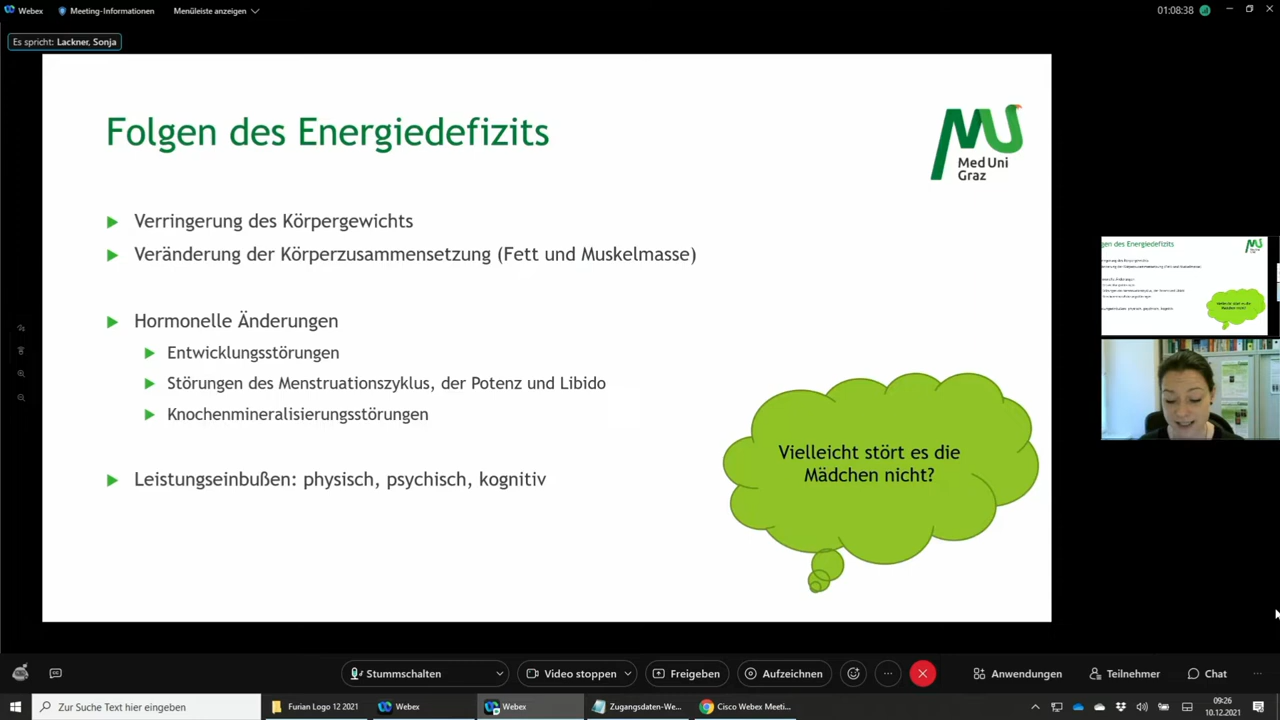 Webex
Meeting-Informationen
Menüleiste anzeigen
01:08:38
Es spricht: Lackner, Sonja
Folgen des Energiedefizits
Med Uni
Graz
Verringerung des Körpergewichts
Veränderung der Körperzusammensetzung (Fett und Muskelmasse)
Hormonelle Änderungen
Entwicklungsstörungen
Störungen des Menstruationszyklus, der Potenz und Libido
Knochenmineralisierungsstörungen
Leistungseinbußen: physisch, psychisch, kognitiv
Vielleicht stört es die
Mädchen nicht?
gen des Energiedefizits
Stummschalten
Video stoppen
Freigeben
Aufzeichnen
Anwendungen
Teilnehmer
Chat
Zur Suche Text hier eingeben
Furian Logo 12 2021
Webex
Webex
Zugangsdaten-We...
Cisco Webex Meeti...
09:26
10.12.2021